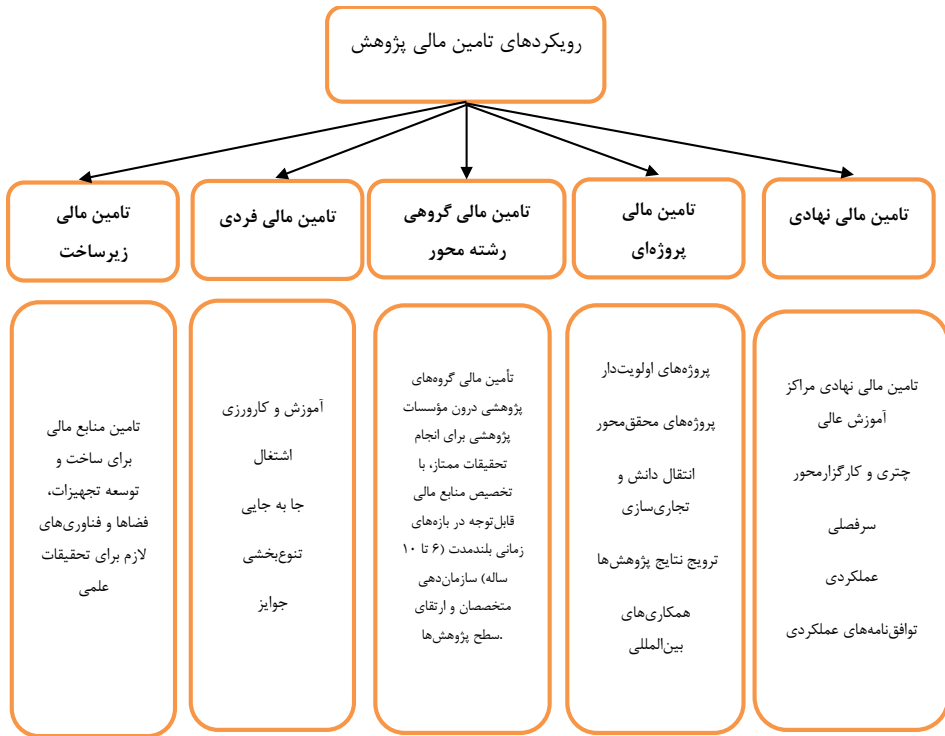 رویکردهای تامین مالی پژوهش
تامین مالی نهادی
تامین مالی
پروژه‌ای
تامین مالی گروهی
رشته محور
تامین مالی فردی
تامین مالی
زیرساخت
تامین مالی نهادی مراکز
آموزش عالی
چتری و کارگزارمحور
سرفصلی
عملکردی
توافق‌نامه‌های عملکردی
پروژه‌های اولویت‌دار
پروژه‌های محقق‌محور
انتقال دانش و
تجاری‌سازی
ترویج نتایج پژوهش‌ها
همکاری‌های
بین‌المللی
تأمین مالی گروه‌های
پژوهشی درون مؤسسات
پژوهشی برای انجام
تحقیقات ممتاز، با
تخصیص منابع مالی
قابل‌توجه در بازه‌های
زمانی بلندمدت (۶ تا ۱۰
ساله) سازمان‌دهی
متخصصان و ارتقای
سطح پژوهش‌ها.
آموزش و کارورزی
اشتغال
جا به جایی
تنوع‌بخشی
جوایز
تامین منابع مالی
برای ساخت و
توسعه تجهیزات،
فضاها و فناوری‌های
لازم برای تحقیقات
علمی